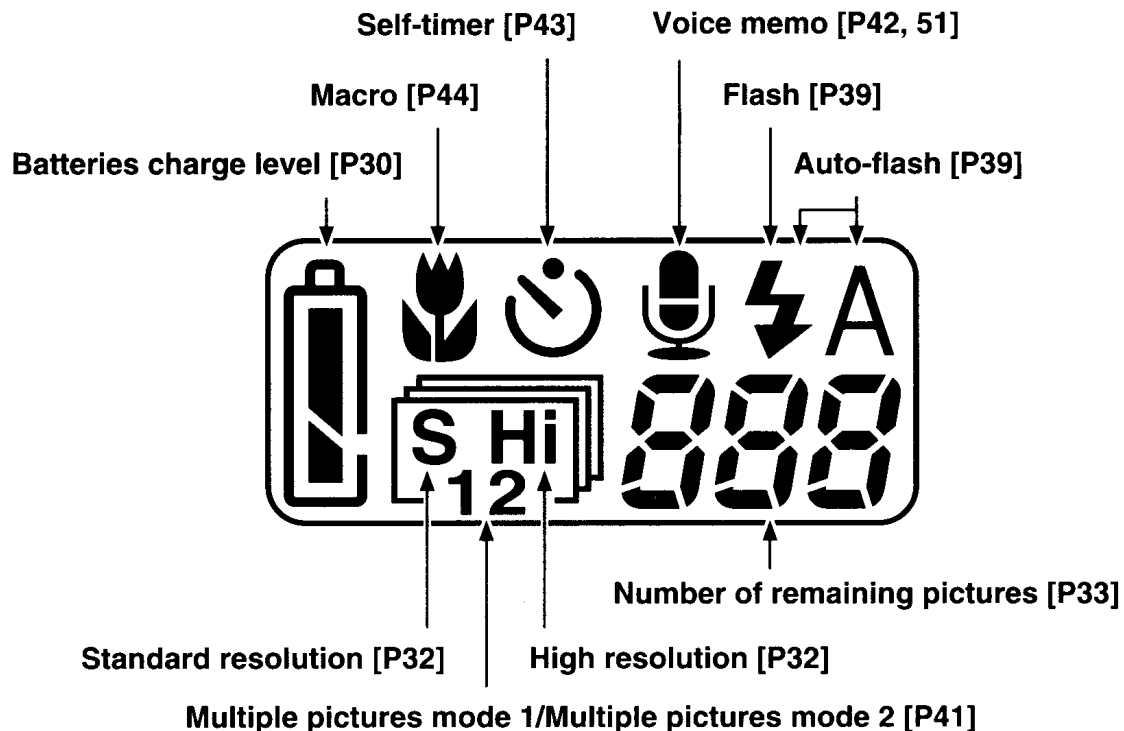 Self-timer [P43]
Voice memo [P42, 51]
Macro [P44]
Flash [P39]
Batteries charge level [P30]
Auto-flash [P39]
A
S Hi
12
888
Number of remaining pictures [P33]
Standard resolution [P32]
High resolution [P32]
Multiple pictures mode 1/Multiple pictures mode 2 [P41]